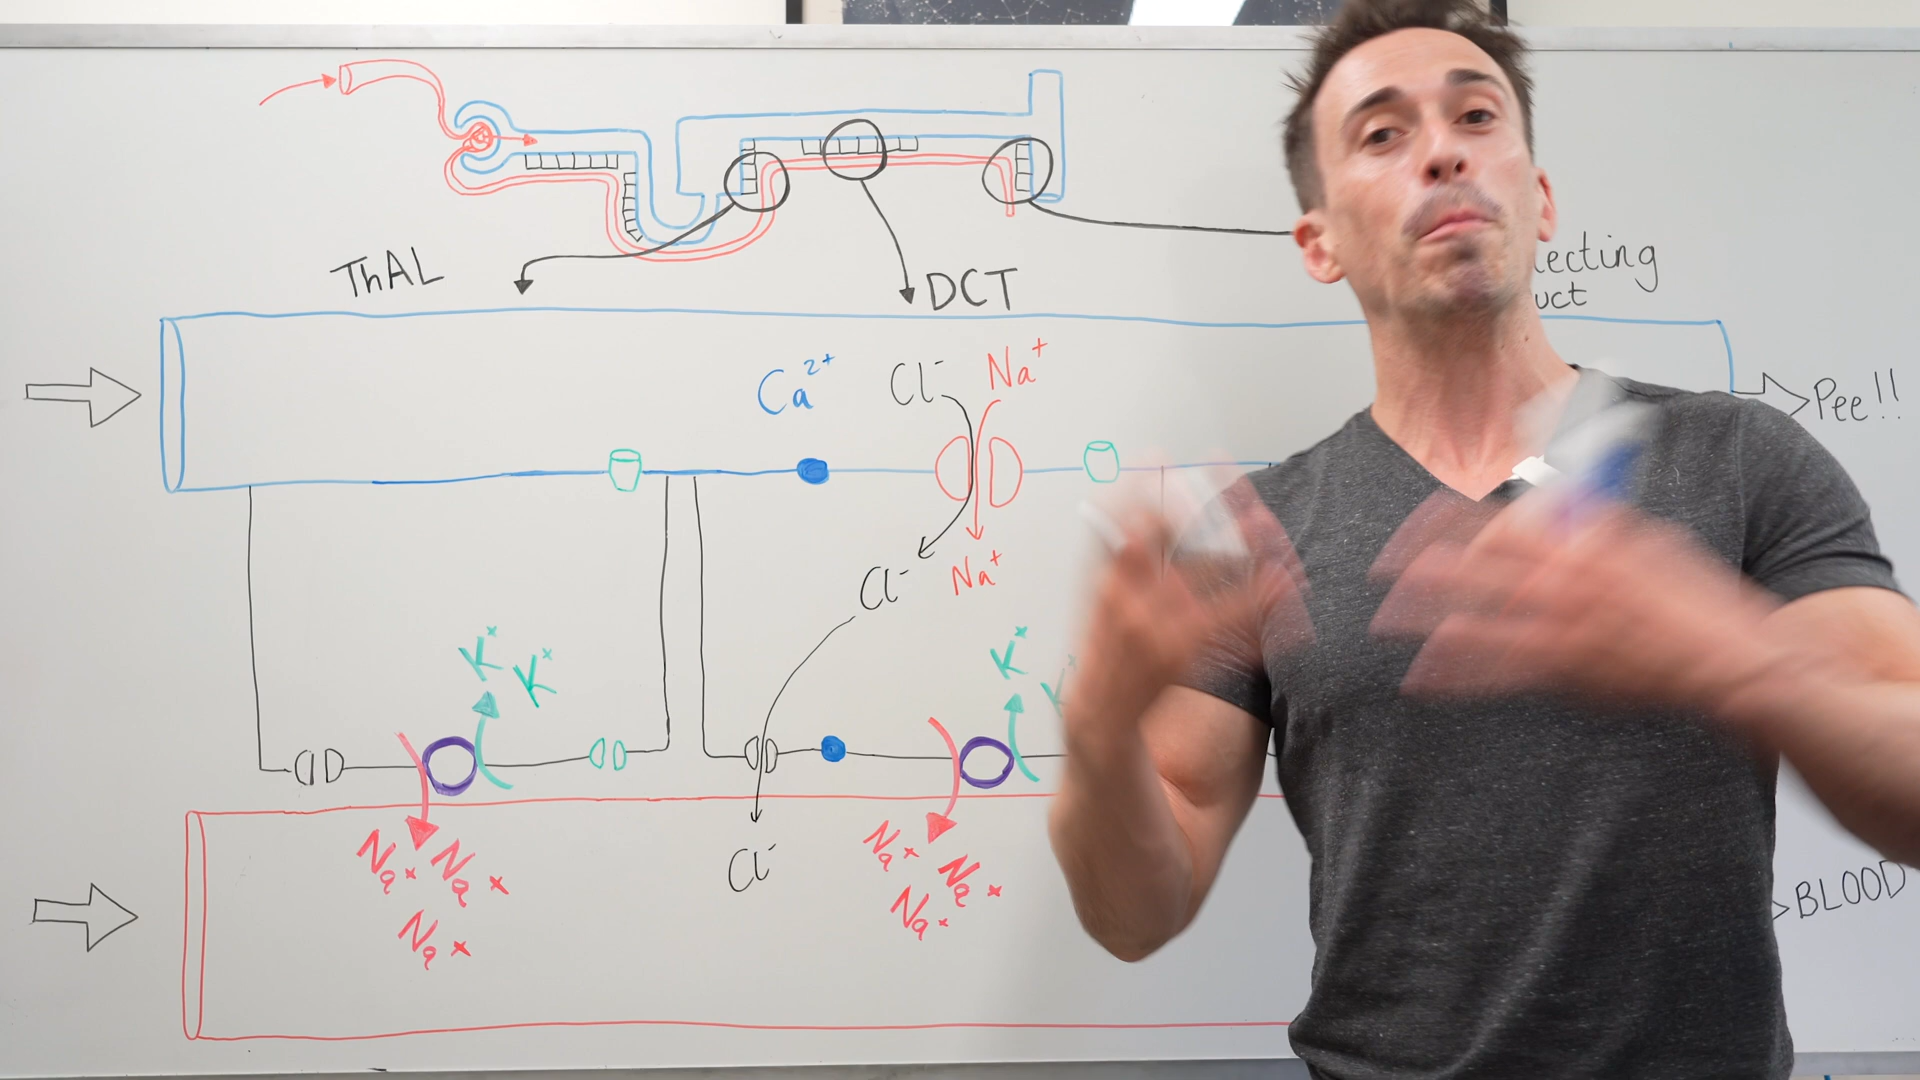 ThAL
DCT
lecting
uct
Ca²⁺
Cl⁻
Na⁺
Pee!!
Cl⁻
Na⁺
K⁺
K⁺
K⁺
Cl⁻
Na⁺
Na⁺
Na⁺
Na⁺
Na⁺
Na⁺
BLOOD